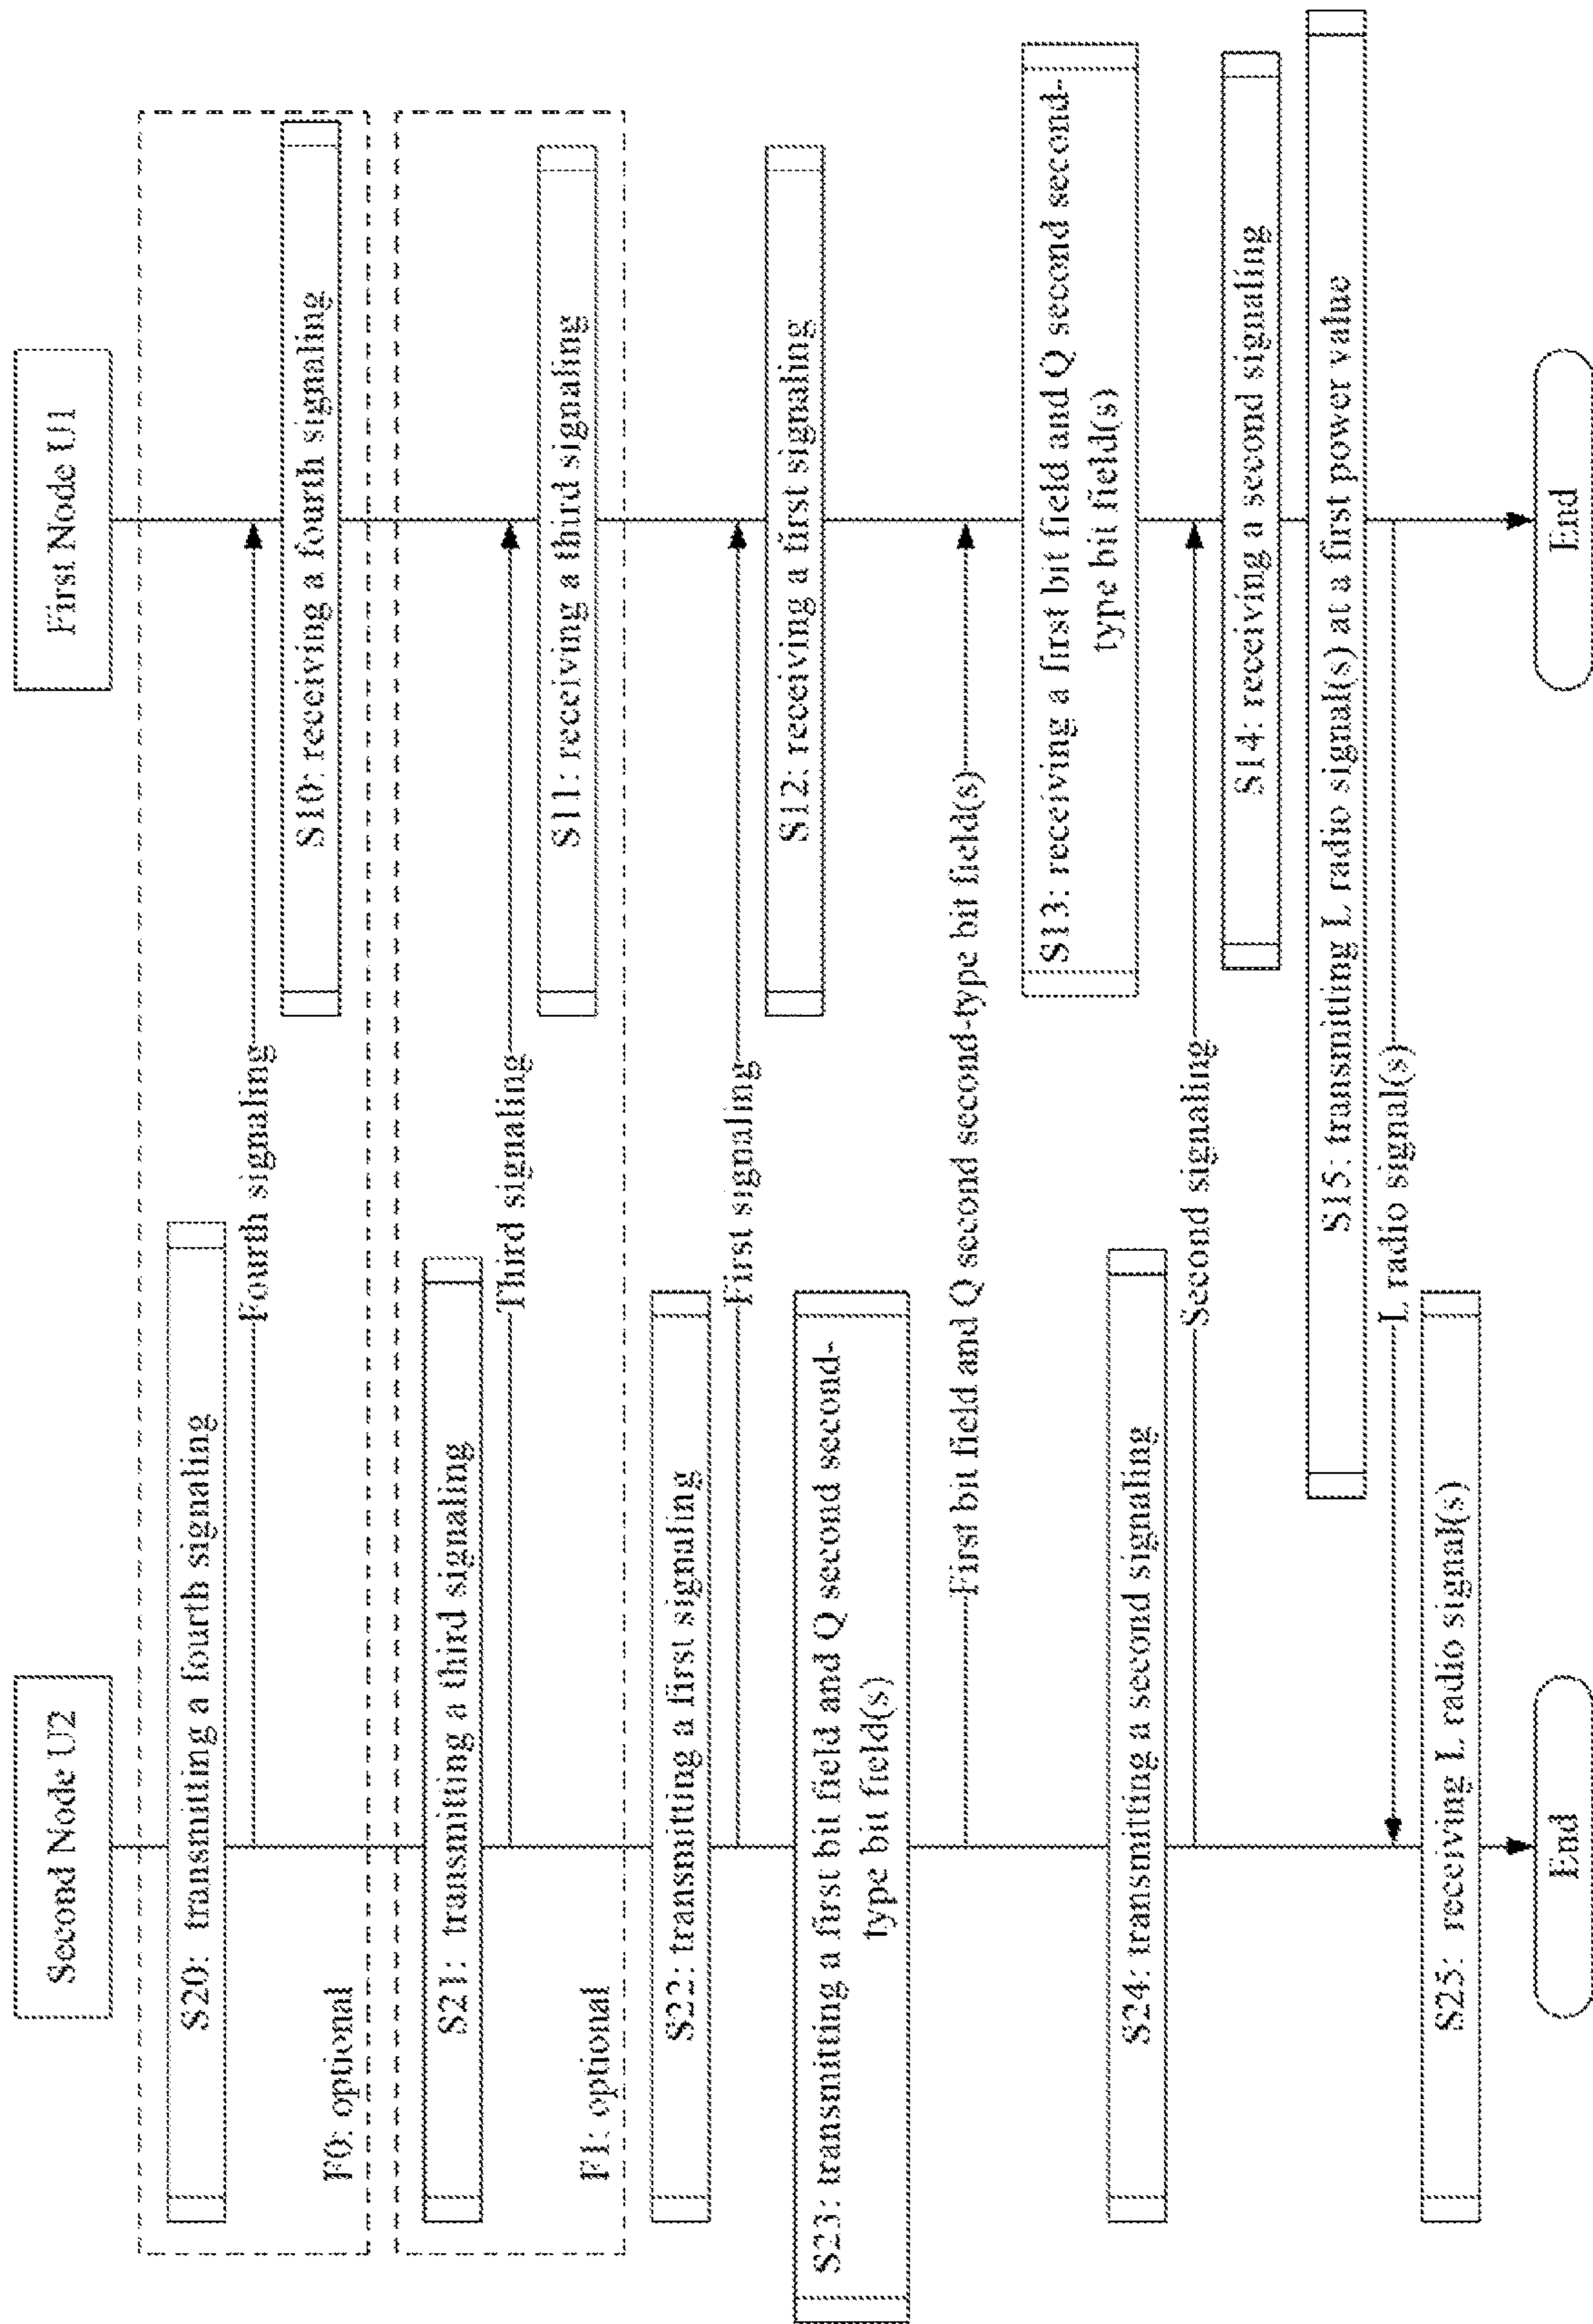 Second Node U2
First Node U1
S20: transmitting a fourth signaling
Fourth signaling
S10: receiving a fourth signaling
F0: optional
S21: transmitting a third signaling
Third signaling
S11: receiving a third signaling
F1: optional
S22: transmitting a first signaling
First signaling
S12: receiving a first signaling
S23: transmitting a first bit field and Q second second-
type bit field(s)
First bit field and Q second second-type bit field(s)
S13: receiving a first bit field and Q second second-
type bit field(s)
S24: transmitting a second signaling
Second signaling
S14: receiving a second signaling
S15: transmitting L radio signal(s) at a first power value
L radio signal(s)
S25: receiving L radio signal(s)
End
End